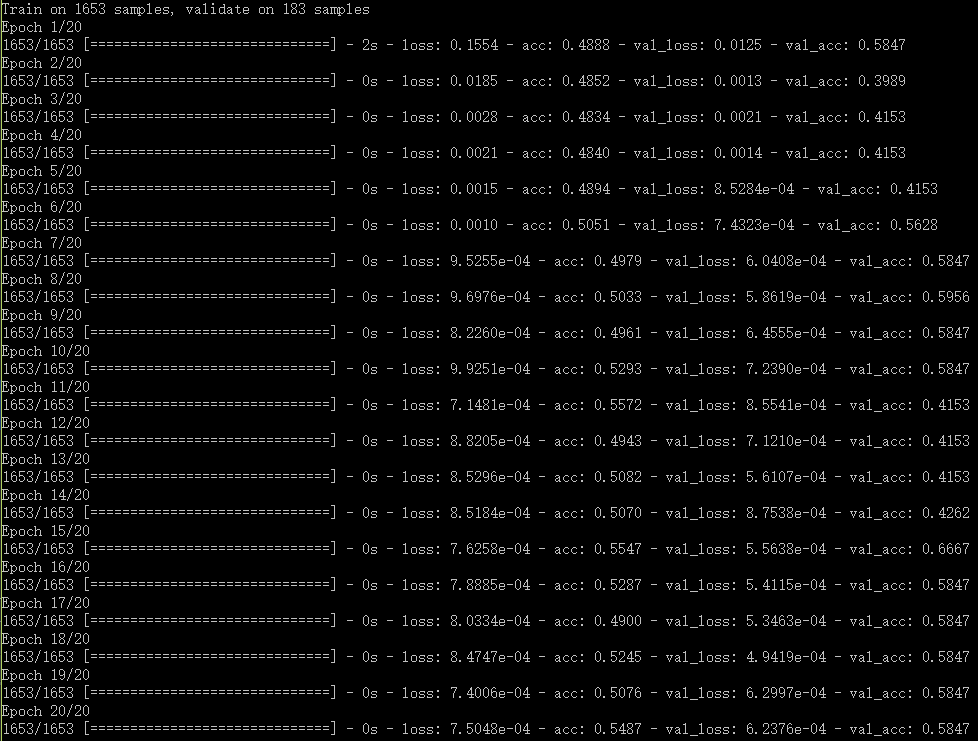 Train on 1653 samples, validate on 183 samples
Epoch 1/20
1653/1653 [==============================] - 2s - loss: 0.1554 - acc: 0.4888 - val_loss: 0.0125 - val_acc: 0.5847
Epoch 2/20
1653/1653 [==============================] - 0s - loss: 0.0185 - acc: 0.4852 - val_loss: 0.0013 - val_acc: 0.3989
Epoch 3/20
1653/1653 [==============================] - 0s - loss: 0.0028 - acc: 0.4834 - val_loss: 0.0021 - val_acc: 0.4153
Epoch 4/20
1653/1653 [==============================] - 0s - loss: 0.0021 - acc: 0.4840 - val_loss: 0.0014 - val_acc: 0.4153
Epoch 5/20
1653/1653 [==============================] - 0s - loss: 0.0015 - acc: 0.4894 - val_loss: 8.5284e-04 - val_acc: 0.4153
Epoch 6/20
1653/1653 [==============================] - 0s - loss: 0.0010 - acc: 0.5051 - val_loss: 7.4323e-04 - val_acc: 0.5628
Epoch 7/20
1653/1653 [==============================] - 0s - loss: 9.5255e-04 - acc: 0.4979 - val_loss: 6.0408e-04 - val_acc: 0.5847
Epoch 8/20
1653/1653 [==============================] - 0s - loss: 9.6976e-04 - acc: 0.5033 - val_loss: 5.8619e-04 - val_acc: 0.5956
Epoch 9/20
1653/1653 [==============================] - 0s - loss: 8.2260e-04 - acc: 0.4961 - val_loss: 6.4555e-04 - val_acc: 0.5847
Epoch 10/20
1653/1653 [==============================] - 0s - loss: 9.9251e-04 - acc: 0.5293 - val_loss: 7.2390e-04 - val_acc: 0.5847
Epoch 11/20
1653/1653 [==============================] - 0s - loss: 7.1481e-04 - acc: 0.5572 - val_loss: 8.5541e-04 - val_acc: 0.4153
Epoch 12/20
1653/1653 [==============================] - 0s - loss: 8.8205e-04 - acc: 0.4943 - val_loss: 7.1210e-04 - val_acc: 0.4153
Epoch 13/20
1653/1653 [==============================] - 0s - loss: 8.5296e-04 - acc: 0.5082 - val_loss: 5.6107e-04 - val_acc: 0.4153
Epoch 14/20
1653/1653 [==============================] - 0s - loss: 8.5184e-04 - acc: 0.5070 - val_loss: 8.7538e-04 - val_acc: 0.4262
Epoch 15/20
1653/1653 [==============================] - 0s - loss: 7.6258e-04 - acc: 0.5547 - val_loss: 5.5638e-04 - val_acc: 0.6667
Epoch 16/20
1653/1653 [==============================] - 0s - loss: 7.8885e-04 - acc: 0.5287 - val_loss: 5.4115e-04 - val_acc: 0.5847
Epoch 17/20
1653/1653 [==============================] - 0s - loss: 8.0334e-04 - acc: 0.4900 - val_loss: 5.3463e-04 - val_acc: 0.5847
Epoch 18/20
1653/1653 [==============================] - 0s - loss: 8.4747e-04 - acc: 0.5245 - val_loss: 4.9419e-04 - val_acc: 0.5847
Epoch 19/20
1653/1653 [==============================] - 0s - loss: 7.4006e-04 - acc: 0.5076 - val_loss: 6.2997e-04 - val_acc: 0.5847
Epoch 20/20
1653/1653 [==============================] - 0s - loss: 7.5048e-04 - acc: 0.5487 - val_loss: 6.2376e-04 - val_acc: 0.5847